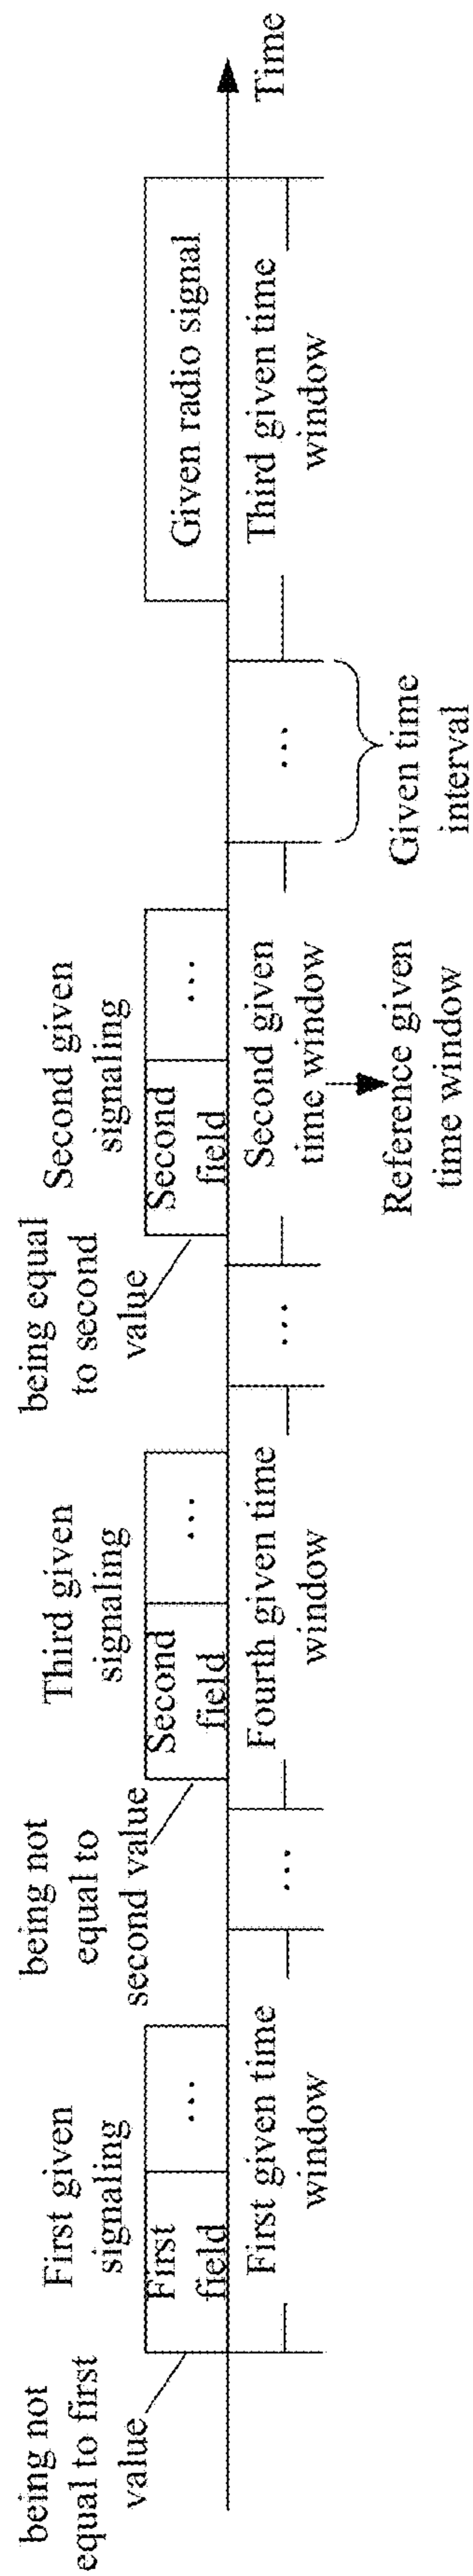 being not
equal to first
value
First given
signaling
First
field
...
First given time
window
...
being not
equal to
second value
Third given
signaling
Second
field
...
Fourth given time
window
...
being equal
to second
value
Second given
signaling
Second
field
...
Second given
time window
Reference given
time window
...
Given time
interval
Given radio signal
Third given time
window
Time